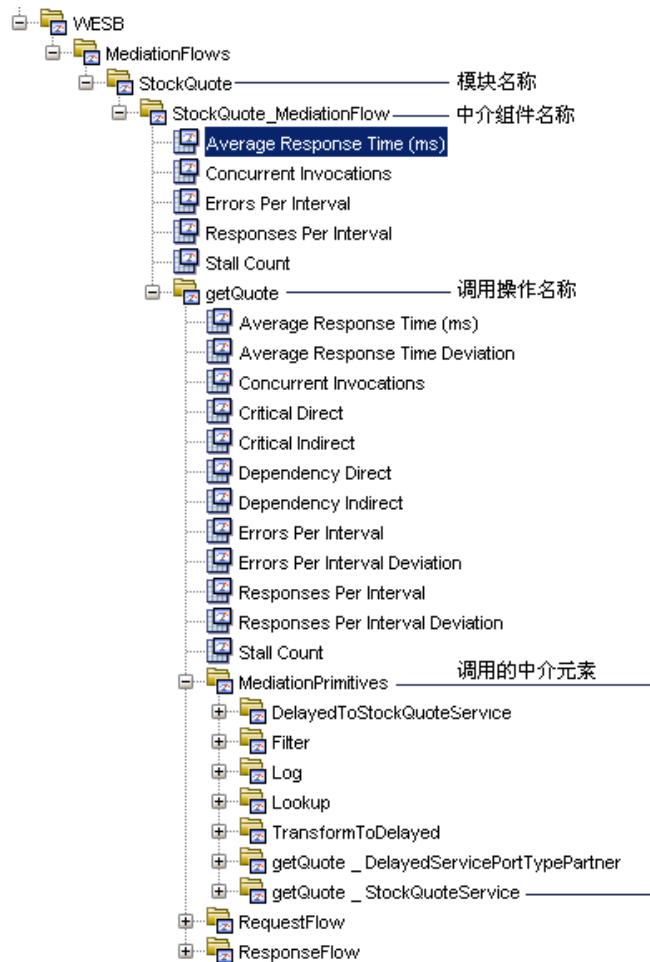 WESB
MediationFlows
StockQuote 模块名称
StockQuote_MediationFlow 中介组件名称
Average Response Time (ms)
Concurrent Invocations
Errors Per Interval
Responses Per Interval
Stall Count
getQuote 调用操作名称
Average Response Time (ms)
Average Response Time Deviation
Concurrent Invocations
Critical Direct
Critical Indirect
Dependency Direct
Dependency Indirect
Errors Per Interval
Errors Per Interval Deviation
Responses Per Interval
Responses Per Interval Deviation
Stall Count
MediationPrimitives 调用的中介元素
DelayedToStockQuoteService
Filter
Log
Lookup
TransformToDelayed
getQuote _ DelayedServicePortTypePartner
getQuote _ StockQuoteService
RequestFlow
ResponseFlow